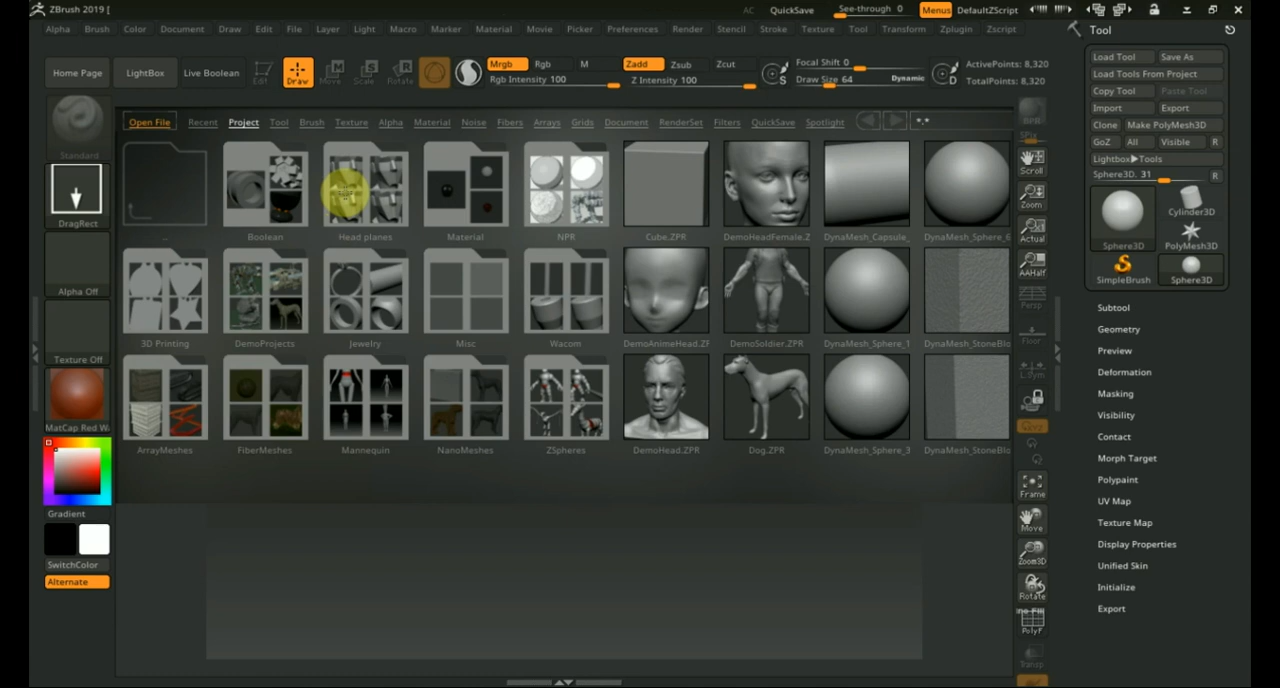 ZBrush 2019 [
AC QuickSave See-through 0 Menus DefaultZScript
Alpha Brush Color Document Draw Edit File Layer Light Macro Marker Material Movie Picker Preferences Render Stencil Stroke Texture Tool Transform Zplugin Zscript
Home Page LightBox Live Boolean Edit Draw Move Scale Rotate
Mrgb Rgb M Zadd Zsub Zcut Focal Shift 0 ActivePoints: 8,320
Rgb Intensity 100 Z Intensity 100 Draw Size 64 Dynamic TotalPoints: 8,320
Open File Recent Project Tool Brush Texture Alpha Material Noise Fibers Arrays Grids Document RenderSet Filters QuickSave Spotlight *.*
.. Boolean Head planes Material NPR Cube.ZPR DemoHeadFemale.Z DynaMesh_Capsule_ DynaMesh_Sphere_6
3D Printing DemoProjects Jewelry Misc Wacom DemoAnimeHead.ZF DemoSoldier.ZPR DynaMesh_Sphere_1 DynaMesh_StoneBlo
ArrayMeshes FiberMeshes Mannequin NanoMeshes ZSpheres DemoHead.ZPR Dog.ZPR DynaMesh_Sphere_3 DynaMesh_StoneBlo
Standard
DragRect
Alpha Off
Texture Off
MatCap Red Wa
Gradient
SwitchColor
Alternate
BPR
SPix
Scroll
Zoom
Actual
AAHalf
Persp
Floor
L.Sym
Frame
Move
Zoom3D
Rotate
PolyF
Transp
Tool
Load Tool Save As
Load Tools From Project
Copy Tool Paste Tool
Import Export
Clone Make PolyMesh3D
GoZ All Visible R
Lightbox▶Tools
Sphere3D. 31 R
Sphere3D Cylinder3D
PolyMesh3D
SimpleBrush Sphere3D
Subtool
Geometry
Preview
Deformation
Masking
Visibility
Contact
Morph Target
Polypaint
UV Map
Texture Map
Display Properties
Unified Skin
Initialize
Export